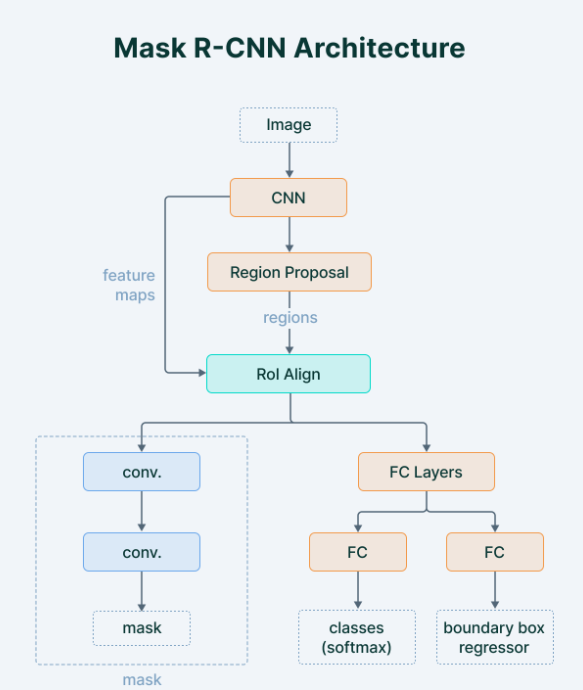 Mask R-CNN Architecture
Image
CNN
feature
maps
Region Proposal
regions
RoI Align
conv.
FC Layers
conv.
FC
FC
mask
classes
(softmax)
boundary box
regressor
mask